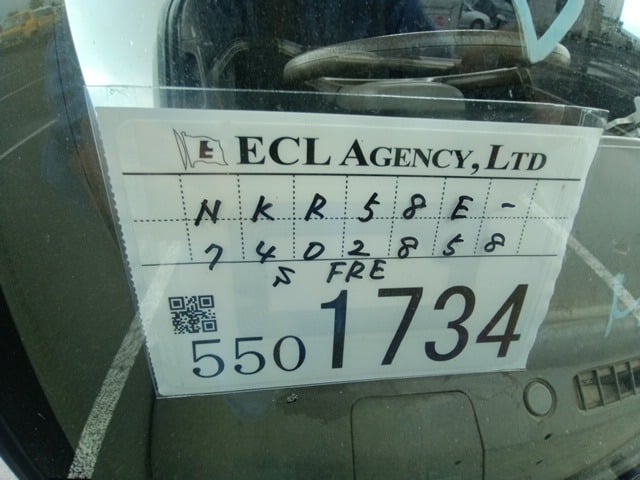 E ECL AGENCY, LTD
NKR58E-
7402858
S FRE
550 1734